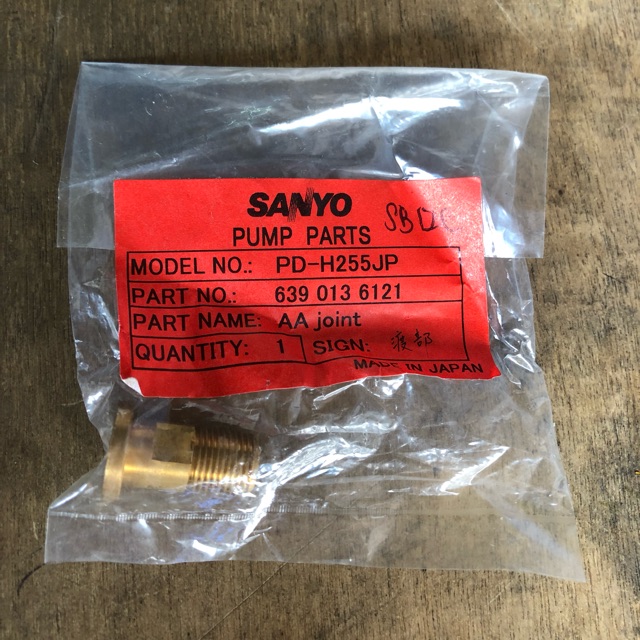 SANYO
PUMP PARTS
MODEL NO.: PD-H255JP
PART NO.: 639 013 6121
PART NAME: AA joint
QUANTITY: 1 SIGN:
MADE IN JAPAN